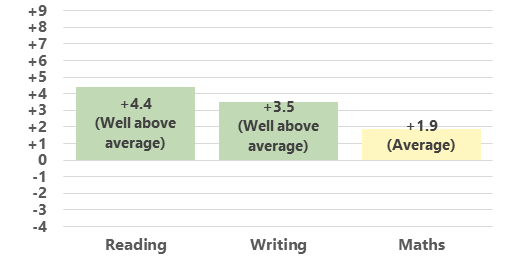 +9
+8
+7
+6
+5
+4
+3
+2
+1
0
-1
-2
-3
-4
+4.4
(Well above
average)
+3.5
(Well above
average)
+1.9
(Average)
Reading
Writing
Maths